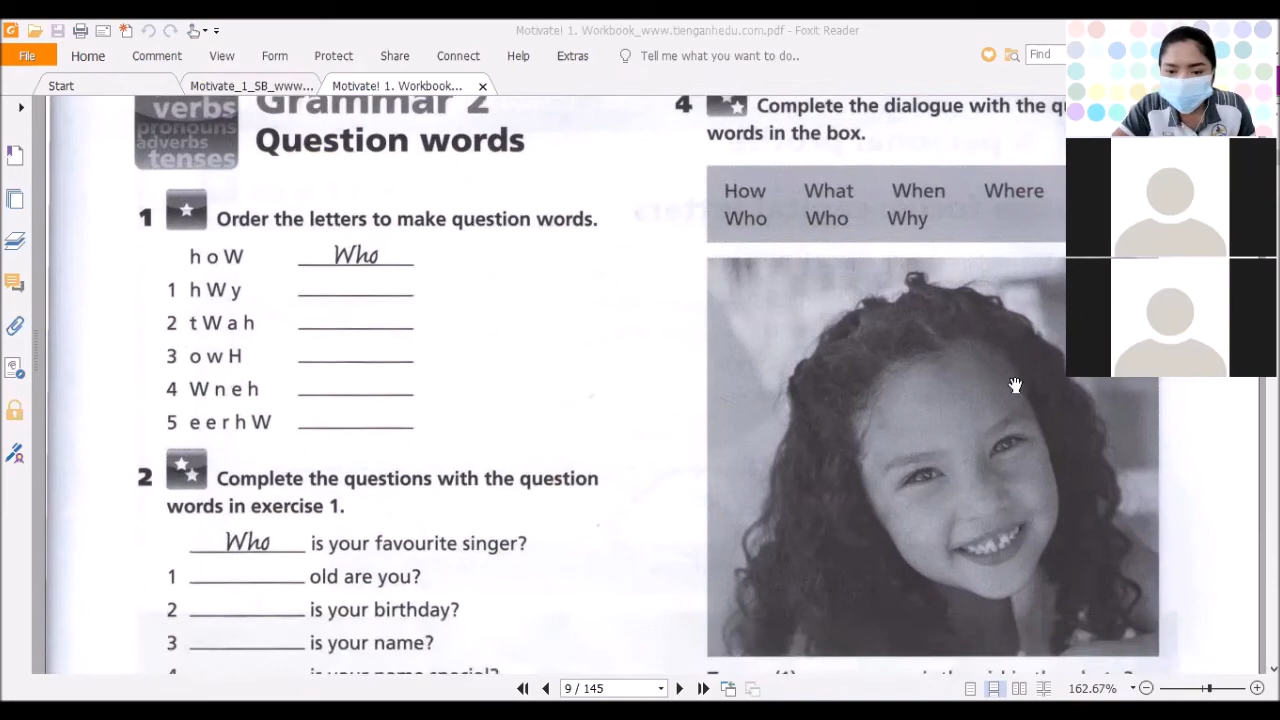 Motivate! 1. Workbook_www.tienganhedu.com.pdf - Foxit Reader
File Home Comment View Form Protect Share Connect Help Extras Tell me what you want to do.. Find
Start Motivate_1_SB_www... Motivate! 1. Workbook...
verbs
pronouns
adverbs
tenses
Grammar 2
Question words
1 Order the letters to make question words.
h o W Who
1 h W y
2 t W a h
3 o w H
4 W n e h
5 e e r h W
2 Complete the questions with the question
words in exercise 1.
Who is your favourite singer?
1 old are you?
2 is your birthday?
3 is your name?
is your name special?
4 Complete the dialogue with the qu
words in the box.
How What When Where
Who Who Why
9 / 145
162.67%